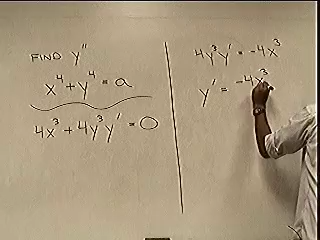 FIND y"
x⁴ + y⁴ = a
4x³ + 4y³y' = 0
4y³y' = -4x³
y' = -4x³